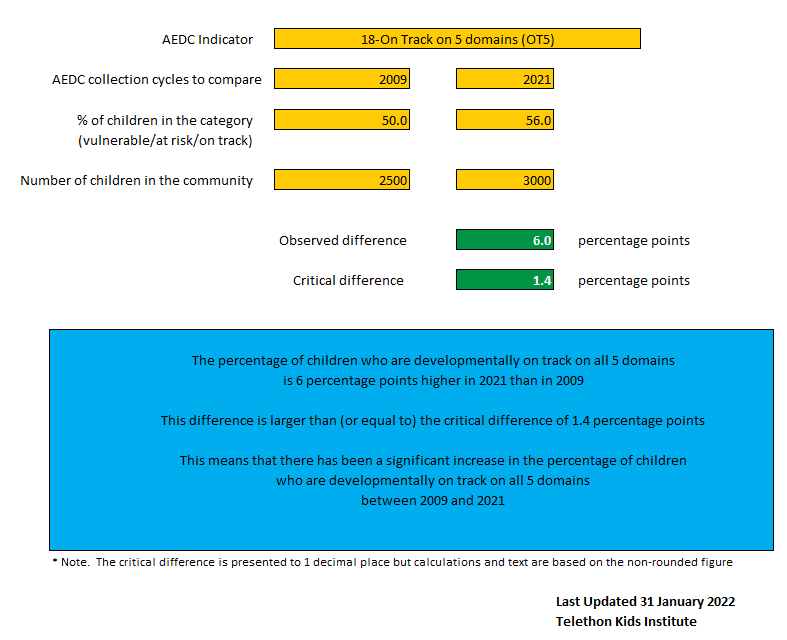 AEDC Indicator 18-On Track on 5 domains (OT5)
AEDC collection cycles to compare 2009 2021
% of children in the category 50.0 56.0
(vulnerable/at risk/on track)
Number of children in the community 2500 3000
Observed difference 6.0 percentage points
Critical difference 1.4 percentage points
The percentage of children who are developmentally on track on all 5 domains
is 6 percentage points higher in 2021 than in 2009
This difference is larger than (or equal to) the critical difference of 1.4 percentage points
This means that there has been a significant increase in the percentage of children
who are developmentally on track on all 5 domains
between 2009 and 2021
* Note.  The critical difference is presented to 1 decimal place but calculations and text are based on the non-rounded figure
Last Updated 31 January 2022
Telethon Kids Institute